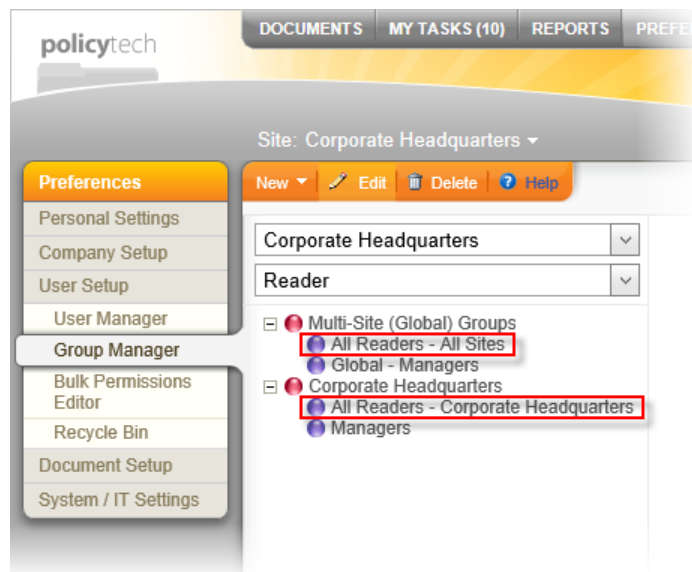 policytech
DOCUMENTS MY TASKS (10) REPORTS PREFE
Site: Corporate Headquarters
Preferences
Personal Settings
Company Setup
User Setup
User Manager
Group Manager
Bulk Permissions
Editor
Recycle Bin
Document Setup
System / IT Settings
New Edit Delete Help
Corporate Headquarters
Reader
Multi-Site (Global) Groups
All Readers - All Sites
Global - Managers
Corporate Headquarters
All Readers - Corporate Headquarters
Managers